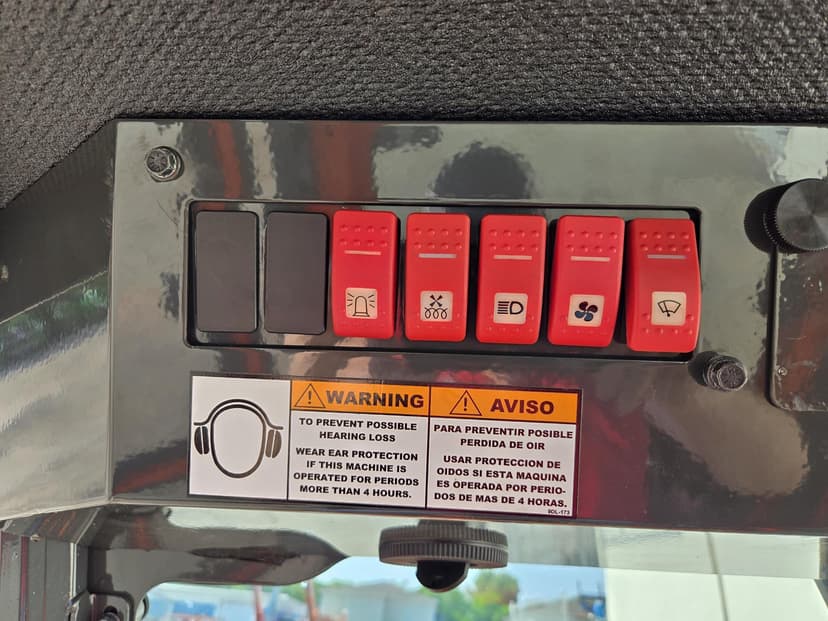 WARNING
TO PREVENT POSSIBLE
HEARING LOSS
WEAR EAR PROTECTION
IF THIS MACHINE IS
OPERATED FOR PERIODS
MORE THAN 4 HOURS.
AVISO
PARA PREVENTIR POSIBLE
PERDIDA DE OIR
USAR PROTECCION DE
OIDOS SI ESTA MAQUINA
ES OPERADA POR PERIO-
DOS DE MAS DE 4 HORAS.